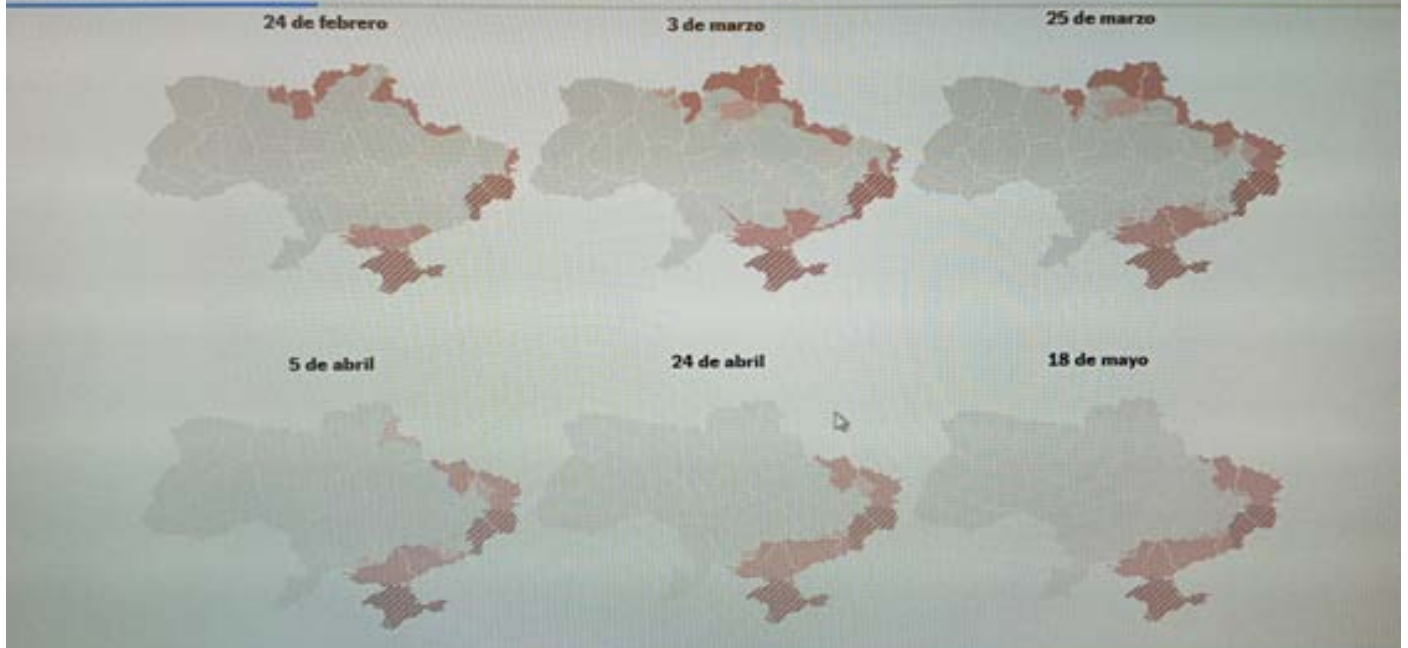 24 de febrero
3 de marzo
25 de marzo
5 de abril
24 de abril
18 de mayo